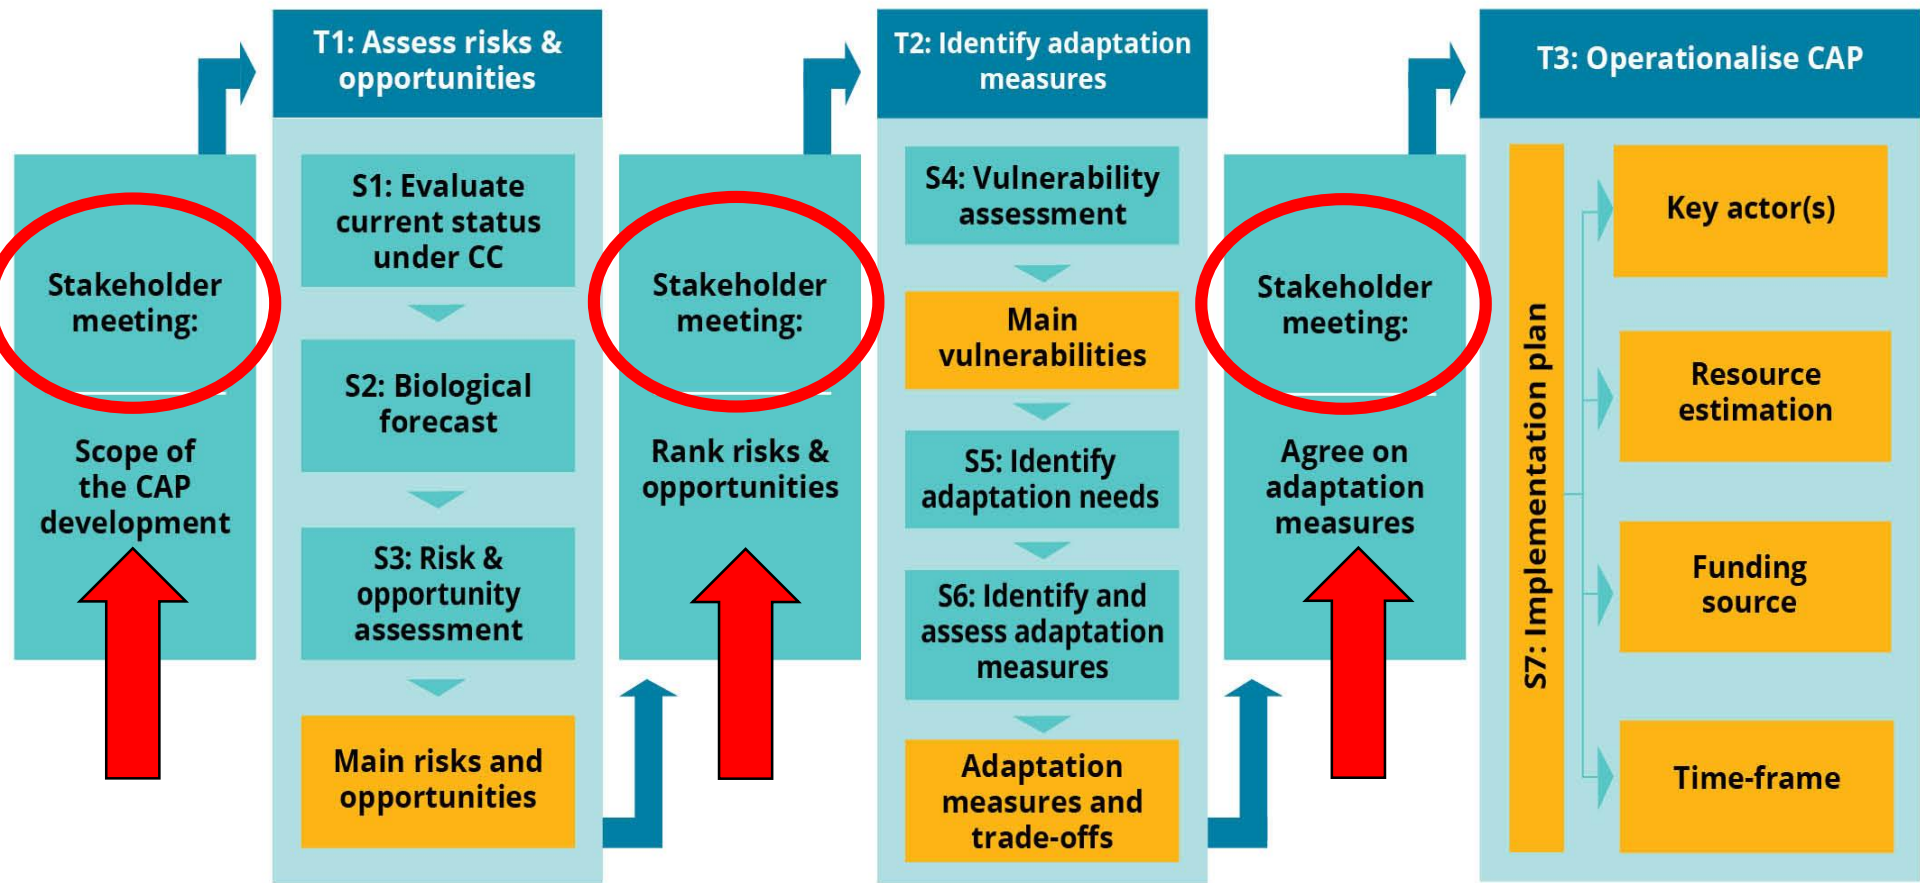 Stakeholder
meeting:
Scope of
the CAP
development
T1: Assess risks &
opportunities
S1: Evaluate
current status
under CC
S2: Biological
forecast
S3: Risk &
opportunity
assessment
Main risks and
opportunities
Stakeholder
meeting:
Rank risks &
opportunities
T2: Identify adaptation
measures
S4: Vulnerability
assessment
Main
vulnerabilities
S5: Identify
adaptation needs
S6: Identify and
assess adaptation
measures
Adaptation
measures and
trade-offs
Stakeholder
meeting:
Agree on
adaptation
measures
T3: Operationalise CAP
S7: Implementation plan
Key actor(s)
Resource
estimation
Funding
source
Time-frame